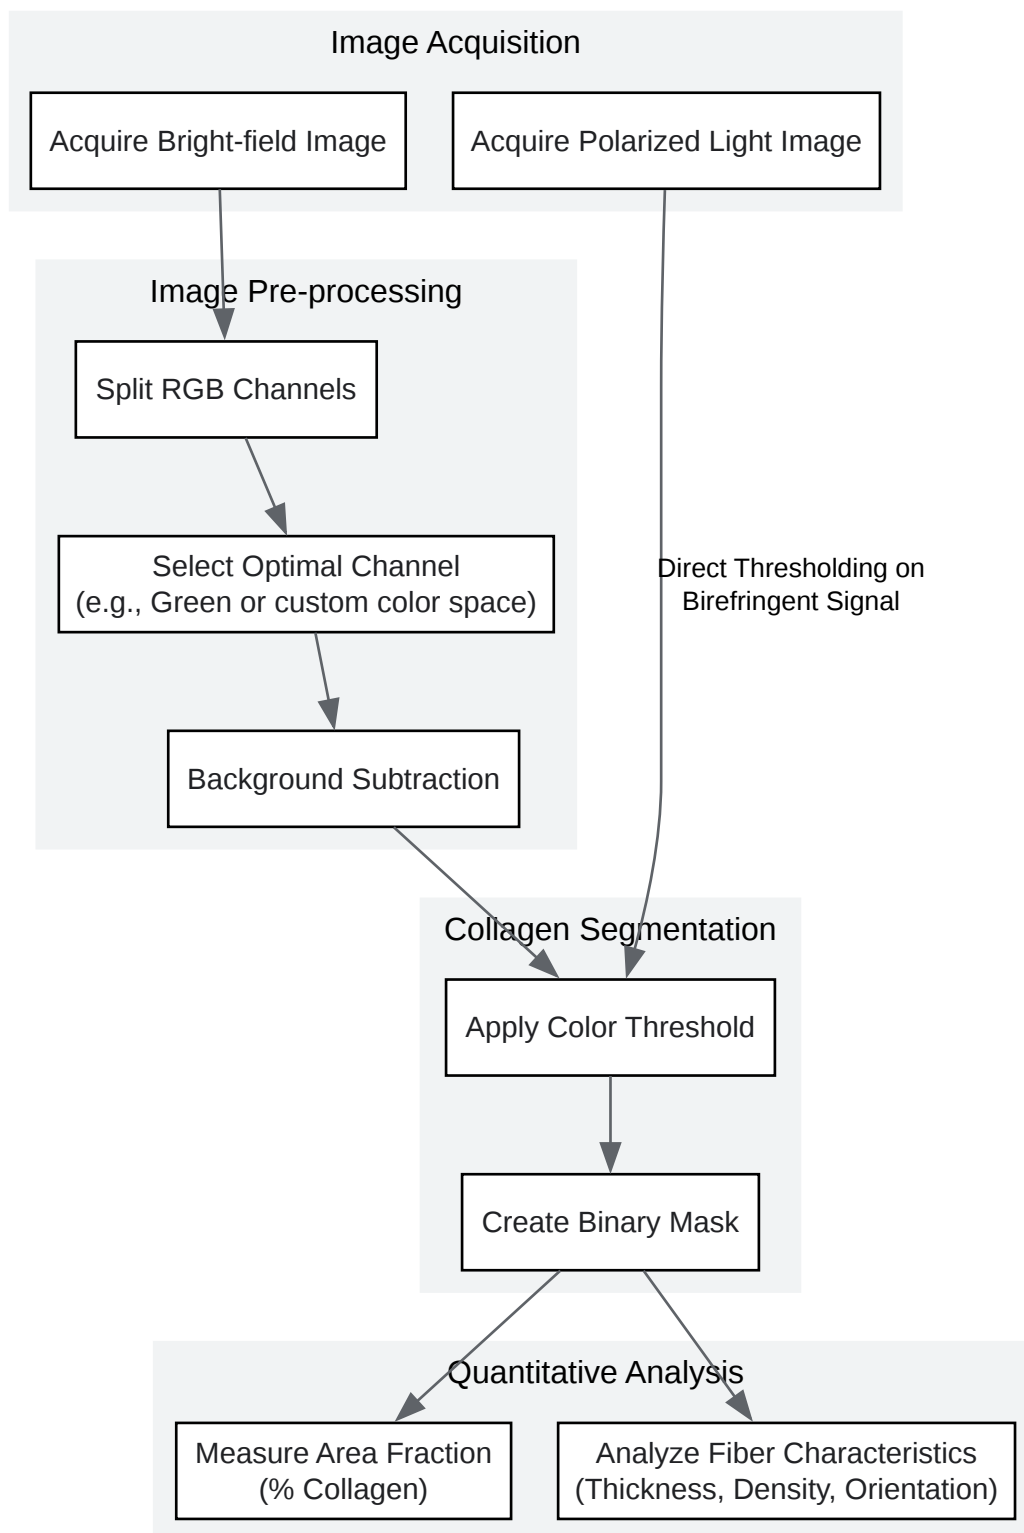 Image Acquisition
Acquire Bright-field Image
Acquire Polarized Light Image
Image Pre-processing
Split RGB Channels
Select Optimal Channel
(e.g., Green or custom color space)
Direct Thresholding on
Birefringent Signal
Background Subtraction
Collagen Segmentation
Apply Color Threshold
Create Binary Mask
Quantitative Analysis
Measure Area Fraction
(% Collagen)
Analyze Fiber Characteristics
(Thickness, Density, Orientation)